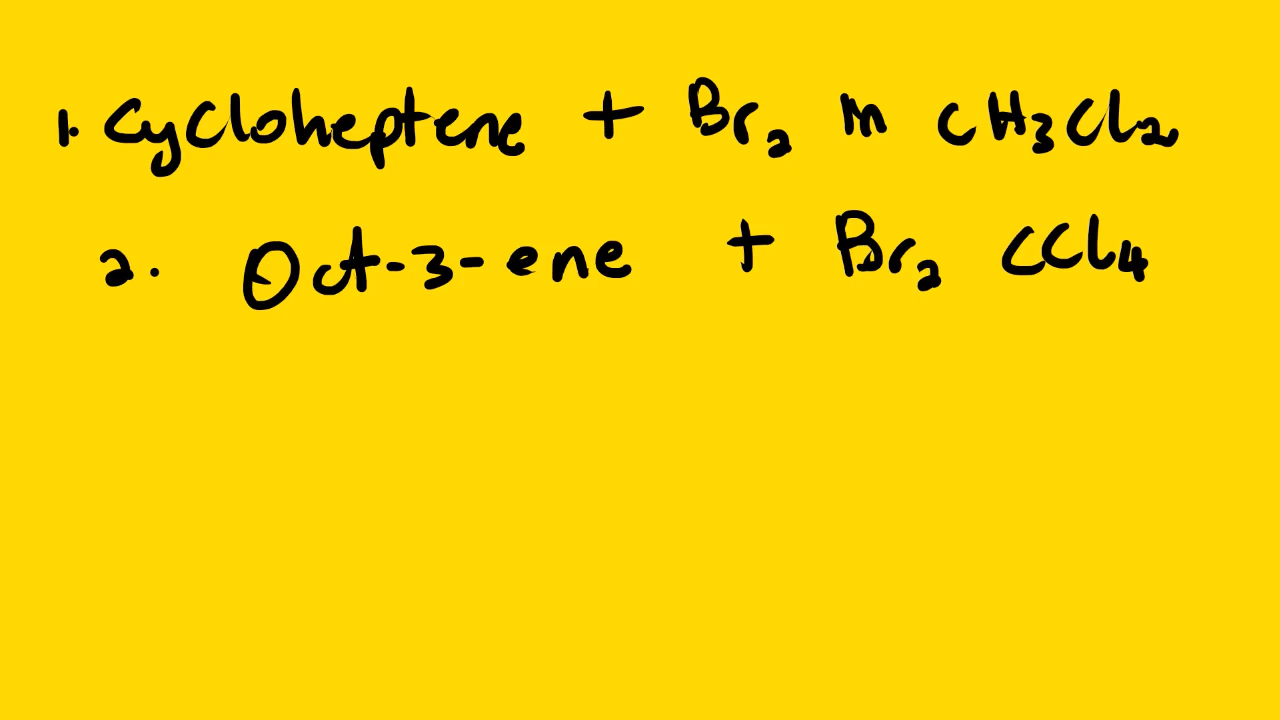 1. Cycloheptene + Br₂ in CH₃Cl₂
2. Oct-3-ene + Br₂ CCl₄